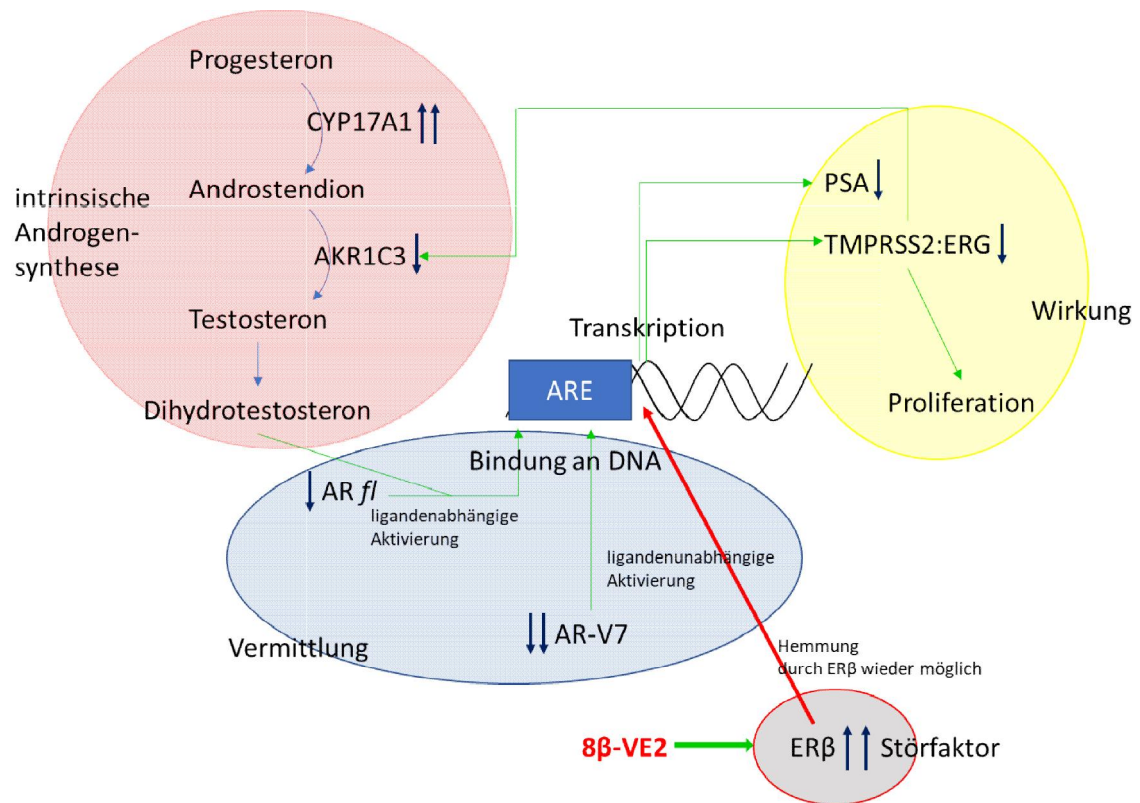 Progesteron
CYP17A1
Androstendion
intrinsische
Androgen-
synthese
AKR1C3
Testosteron
Dihydrotestosteron
PSA
TMPRSS2:ERG
Wirkung
Proliferation
Transkription
ARE
Bindung an DNA
AR fl
ligandenabhängige
Aktivierung
ligandenunabhängige
Aktivierung
AR-V7
Vermittlung
Hemmung
durch ERβ wieder möglich
8β-VE2
ERβ Störfaktor